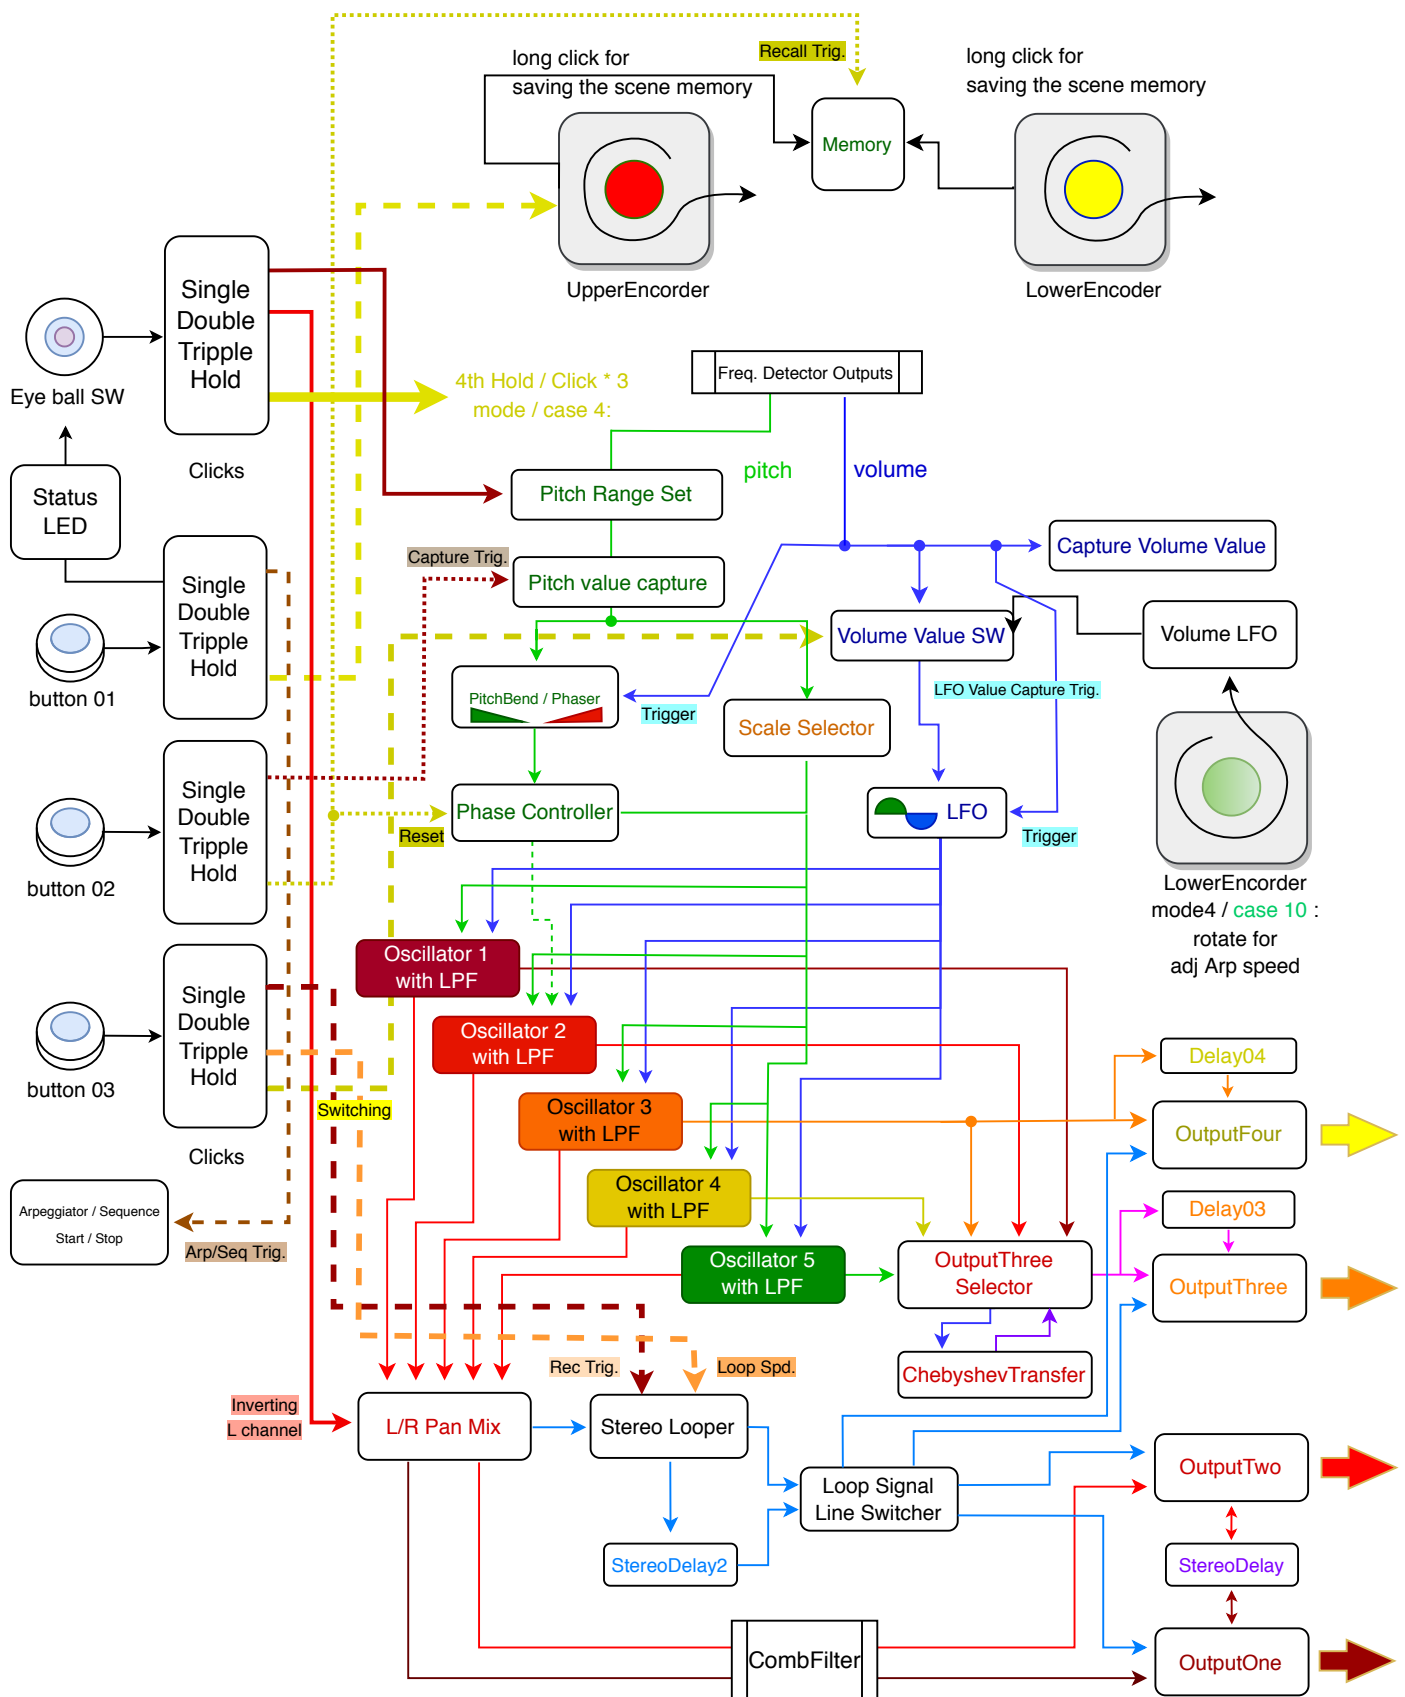 Recall Trig.
long click for
saving the scene memory
long click for
saving the scene memory
Memory
UpperEncorder
LowerEncoder
Single
Double
Tripple
Hold
Eye ball SW
Clicks
4th Hold / Click * 3
mode / case 4:
Freq. Detector Outputs
pitch
volume
Status
LED
Pitch Range Set
Capture Trig.
Pitch value capture
Capture Volume Value
Single
Double
Tripple
Hold
button 01
Volume Value SW
Volume LFO
LFO Value Capture Trig.
PitchBend / Phaser
Trigger
Scale Selector
Single
Double
Tripple
Hold
button 02
Phase Controller
Reset
LFO
Trigger
LowerEncorder
mode4 / case 10 :
rotate for
adj Arp speed
Oscillator 1
with LPF
Single
Double
Tripple
Hold
button 03
Switching
Clicks
Oscillator 2
with LPF
Oscillator 3
with LPF
Oscillator 4
with LPF
Oscillator 5
with LPF
Delay04
OutputFour
Delay03
OutputThree
Arpeggiator / Sequence
Start / Stop
Arp/Seq Trig.
OutputThree
Selector
ChebyshevTransfer
Rec Trig.
Loop Spd.
Inverting
L channel
L/R Pan Mix
Stereo Looper
Loop Signal
Line Switcher
StereoDelay2
OutputTwo
StereoDelay
OutputOne
CombFilter